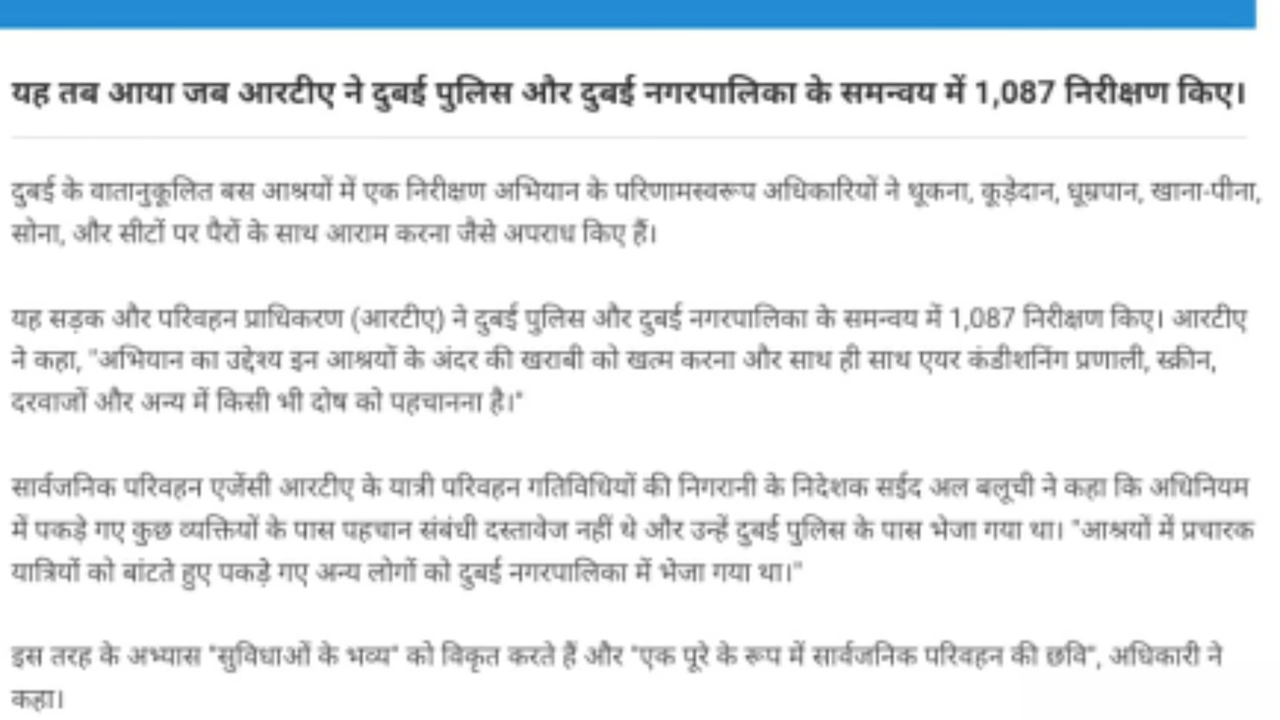 यह तब आया जब आरटीए ने दुबई पुलिस और दुबई नगरपालिका के समन्वय में 1,087 निरीक्षण किए।
दुबई के वातानुकूलित बस आश्रयों में एक निरीक्षण अभियान के परिणामस्वरूप अधिकारियों ने थूकना, कूड़ेदान, धूम्रपान, खाना-पीना,
सोना, और सीटों पर पैरों के साथ आराम करना जैसे अपराध किए हैं।
यह सड़क और परिवहन प्राधिकरण (आरटीए) ने दुबई पुलिस और दुबई नगरपालिका के समन्वय में 1,087 निरीक्षण किए। आरटीए
ने कहा, "अभियान का उद्देश्य इन आश्रयों के अंदर की खराबी को खत्म करना और साथ ही साथ एयर कंडीशनिंग प्रणाली, स्क्रीन,
दरवाजों और अन्य में किसी भी दोष को पहचानना है।"
सार्वजनिक परिवहन एजेंसी आरटीए के यात्री परिवहन गतिविधियों की निगरानी के निदेशक सईद अल बलूची ने कहा कि अधिनियम
में पकड़े गए कुछ व्यक्तियों के पास पहचान संबंधी दस्तावेज नहीं थे और उन्हें दुबई पुलिस के पास भेजा गया था। "आश्रयों में प्रचारक
यात्रियों को बांटते हुए पकड़े गए अन्य लोगों को दुबई नगरपालिका में भेजा गया था।"
इस तरह के अभ्यास "सुविधाओं के भव्य" को विकृत करते हैं और "एक पूरे के रूप में सार्वजनिक परिवहन की छवि", अधिकारी ने
कहा।